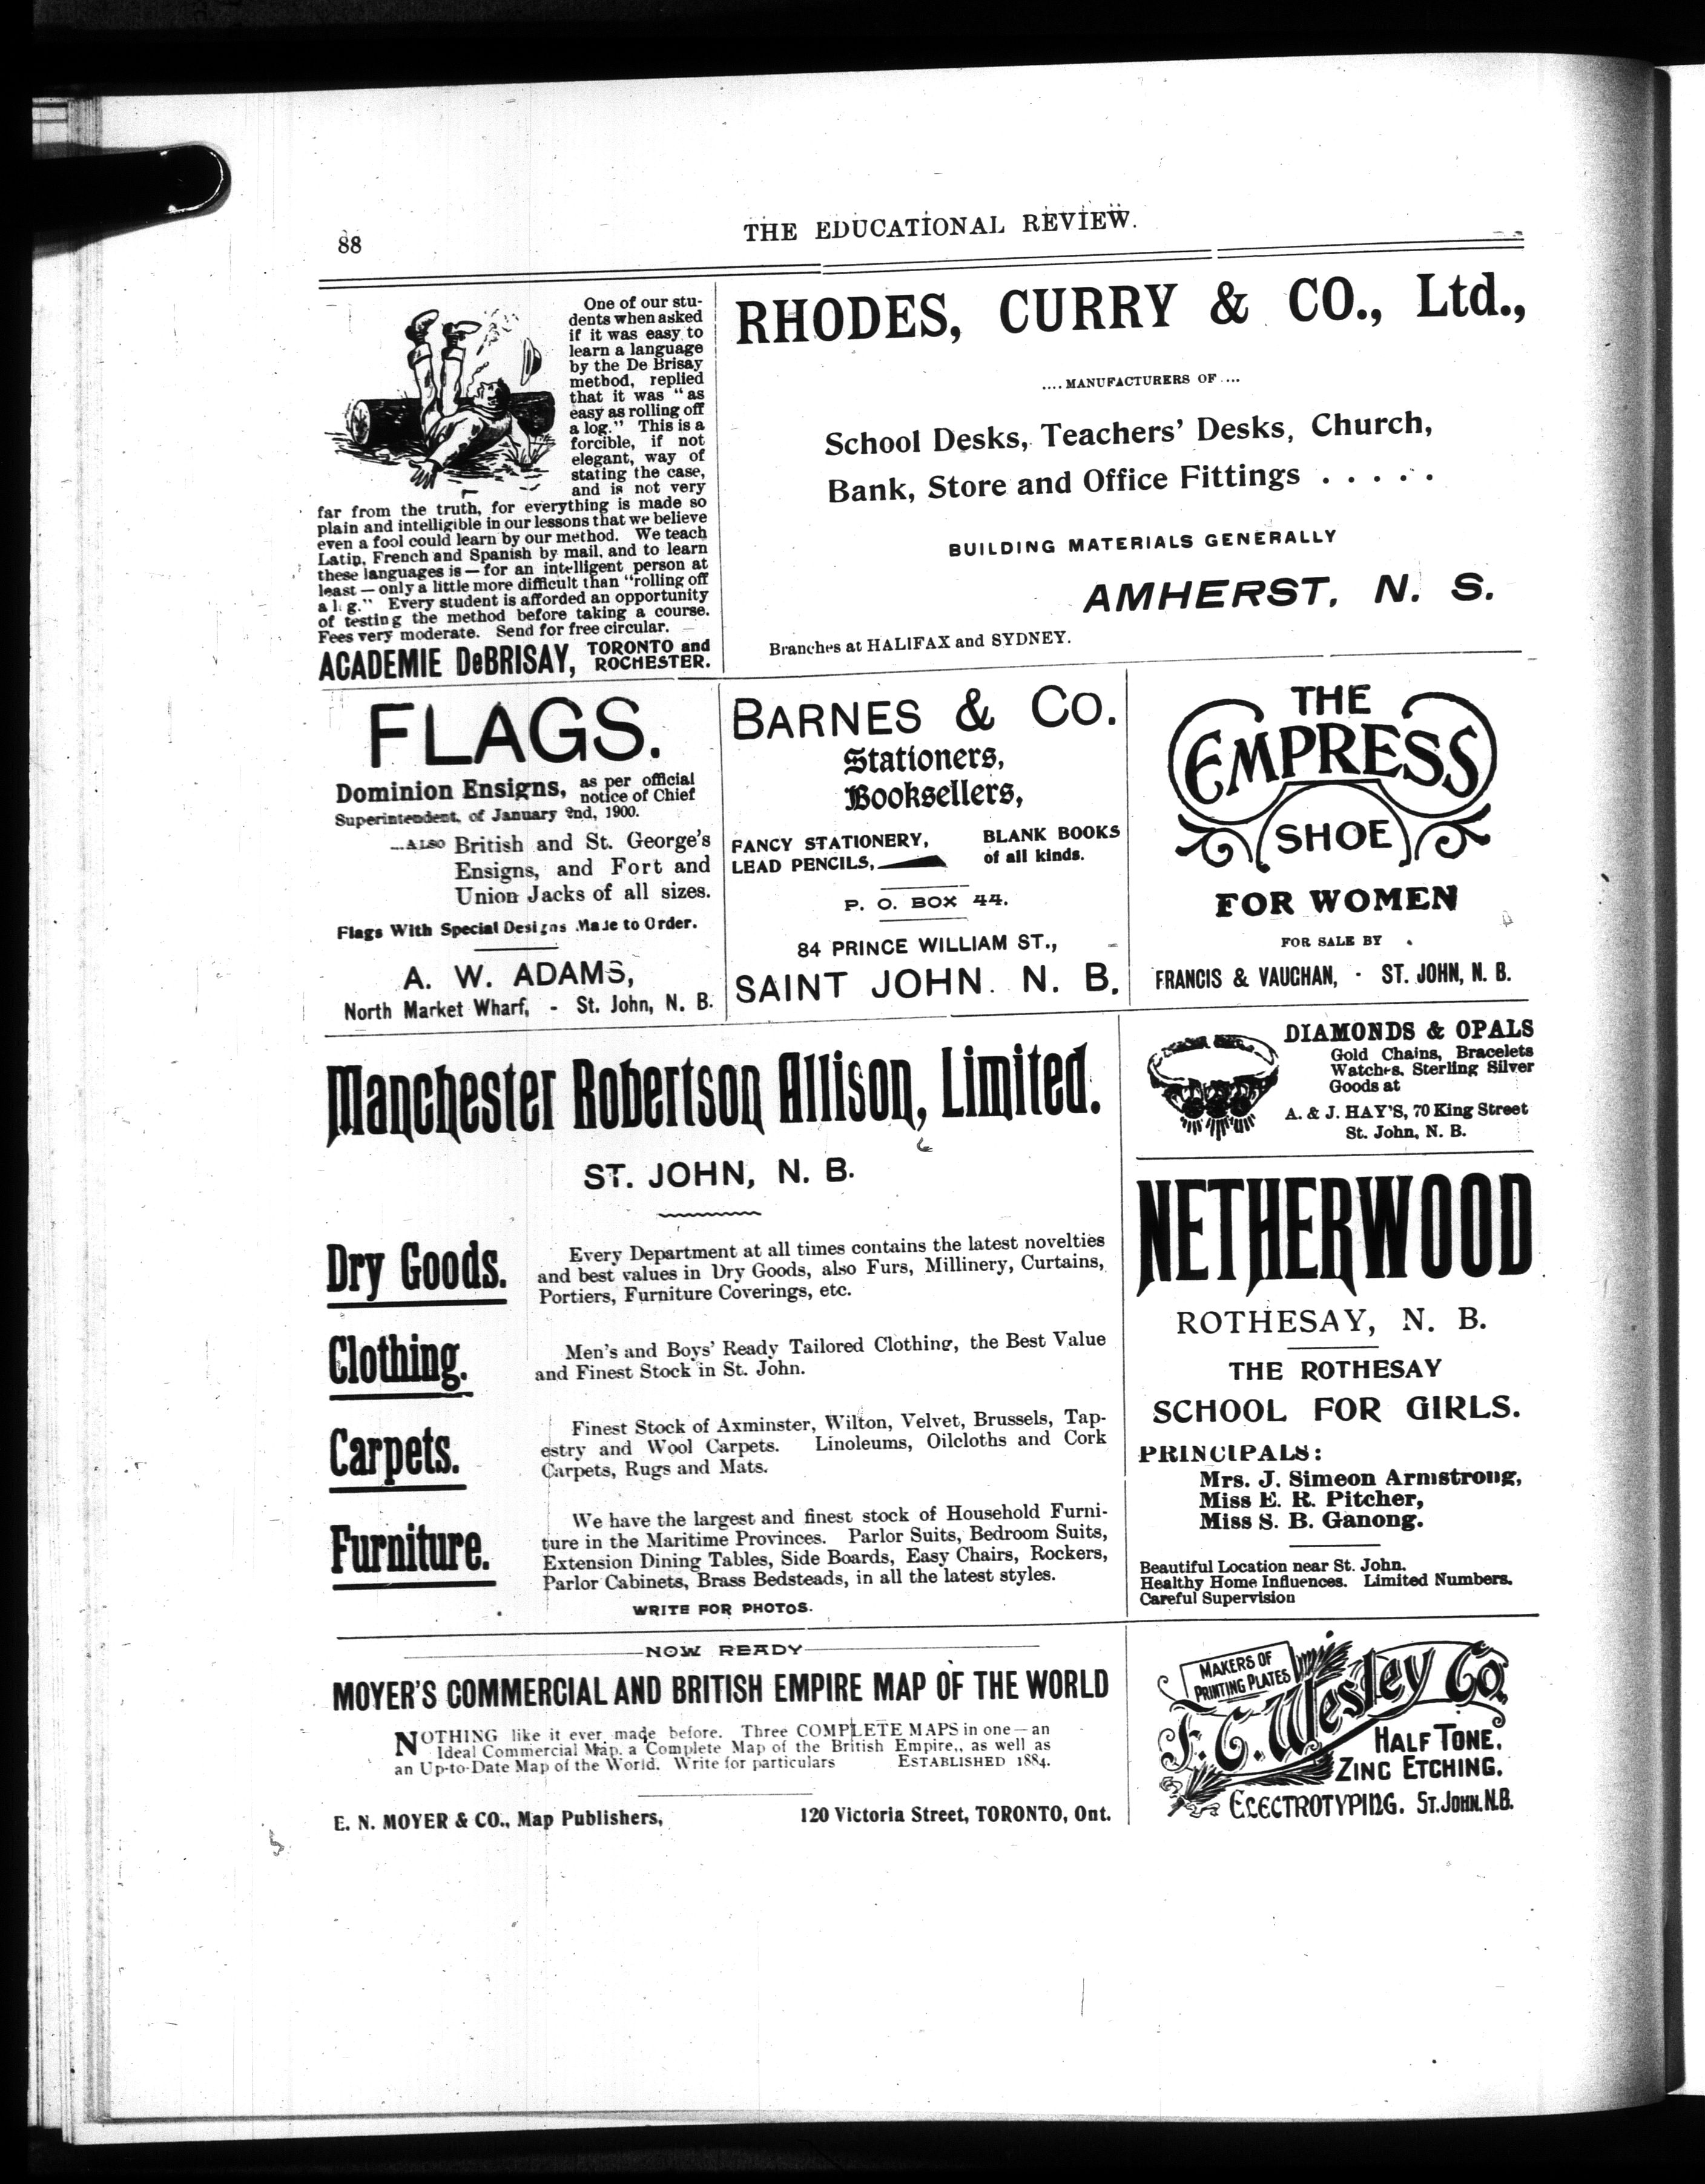 88
THE EDUCATIONAL REVIEW.
One of our stu-
dents when asked
if it was easy to
learn a language
by the De Brisay
method, replied
that it was "as
easy as rolling off
a log." This is a
forcible, if not
elegant, way of
stating the case,
and is not very
far from the truth, for everything is made so
plain and intelligible in our lessons that we believe
even a fool could learn by our method. We teach
Latin, French and Spanish by mail, and to learn
these languages is — for an intelligent person at
least — only a little more difficult than "rolling off
a log." Every student is afforded an opportunity
of testing the method before taking a course.
Fees very moderate. Send for free circular.
ACADEMIE DeBRISAY, TORONTO and
ROCHESTER.
RHODES, CURRY & CO., Ltd.,
....MANUFACTURERS OF....
School Desks, Teachers' Desks, Church,
Bank, Store and Office Fittings . . . . .
BUILDING MATERIALS GENERALLY
AMHERST, N. S.
Branches at HALIFAX and SYDNEY.
FLAGS.
Dominion Ensigns, as per official
notice of Chief
Superintendent, of January 2nd, 1900.
...ALSO British and St. George's
Ensigns, and Fort and
Union Jacks of all sizes.
Flags With Special Designs Made to Order.
A. W. ADAMS,
North Market Wharf, - St. John, N. B.
BARNES & CO.
Stationers,
Booksellers,
FANCY STATIONERY,
LEAD PENCILS,
BLANK BOOKS
of all kinds.
P. O. BOX 44.
84 PRINCE WILLIAM ST.,
SAINT JOHN. N. B.
THE
EMPRESS
SHOE
FOR WOMEN
FOR SALE BY
FRANCIS & VAUCHAN, · ST. JOHN, N. B.
Manchester Robertson Allison, Limited.
ST. JOHN, N. B.
Dry Goods.
Every Department at all times contains the latest novelties
and best values in Dry Goods, also Furs, Millinery, Curtains,
Portiers, Furniture Coverings, etc.
Clothing.
Men's and Boys' Ready Tailored Clothing, the Best Value
and Finest Stock in St. John.
Carpets.
Finest Stock of Axminster, Wilton, Velvet, Brussels, Tap-
estry and Wool Carpets. Linoleums, Oilcloths and Cork
Carpets, Rugs and Mats.
Furniture.
We have the largest and finest stock of Household Furni-
ture in the Maritime Provinces. Parlor Suits, Bedroom Suits,
Extension Dining Tables, Side Boards, Easy Chairs, Rockers,
Parlor Cabinets, Brass Bedsteads, in all the latest styles.
WRITE FOR PHOTOS.
DIAMONDS & OPALS
Gold Chains, Bracelets
Watches, Sterling Silver
Goods at
A. & J. HAY'S, 70 King Street
St. John, N. B.
NETHERWOOD
ROTHESAY, N. B.
THE ROTHESAY
SCHOOL FOR GIRLS.
PRINCIPALS:
Mrs. J. Simeon Armstrong,
Miss E. R. Pitcher,
Miss S. B. Ganong.
Beautiful Location near St. John.
Healthy Home Influences. Limited Numbers.
Careful Supervision
NOW READY
MOYER'S COMMERCIAL AND BRITISH EMPIRE MAP OF THE WORLD
NOTHING like it ever made before. Three COMPLETE MAPS in one — an
Ideal Commercial Map, a Complete Map of the British Empire., as well as
an Up-to-Date Map of the World. Write for particulars ESTABLISHED 1884.
E. N. MOYER & CO., Map Publishers, 120 Victoria Street, TORONTO, Ont.
MAKERS OF
PRINTING PLATES
F. C. Wesley Co.
HALF TONE.
ZINC ETCHING.
ELECTROTYPING. ST. JOHN. N.B.